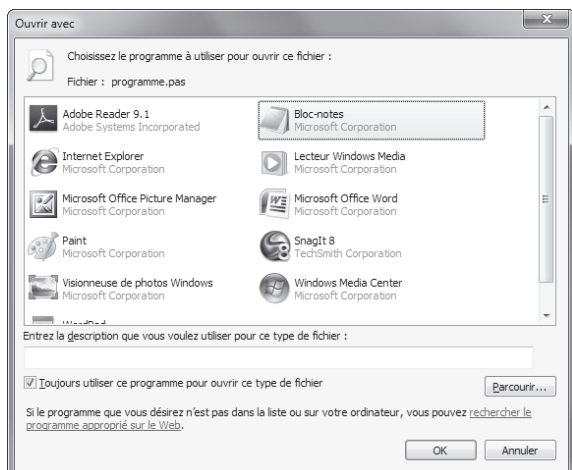 Ouvrir avec
Choisissez le programme à utiliser pour ouvrir ce fichier :
Fichier : programme.pas
Adobe Reader 9.1
Adobe Systems Incorporated
Bloc-notes
Microsoft Corporation
Internet Explorer
Microsoft Corporation
Lecteur Windows Media
Microsoft Corporation
Microsoft Office Picture Manager
Microsoft Corporation
Microsoft Office Word
Microsoft Corporation
Paint
Microsoft Corporation
SnagIt 8
TechSmith Corporation
Visionneuse de photos Windows
Microsoft Corporation
Windows Media Center
Microsoft Corporation
WordPad
Entrez la description que vous voulez utiliser pour ce type de fichier :
Toujours utiliser ce programme pour ouvrir ce type de fichier
Parcourir...
Si le programme que vous désirez n'est pas dans la liste ou sur votre ordinateur, vous pouvez rechercher le
programme approprié sur le Web.
OK
Annuler